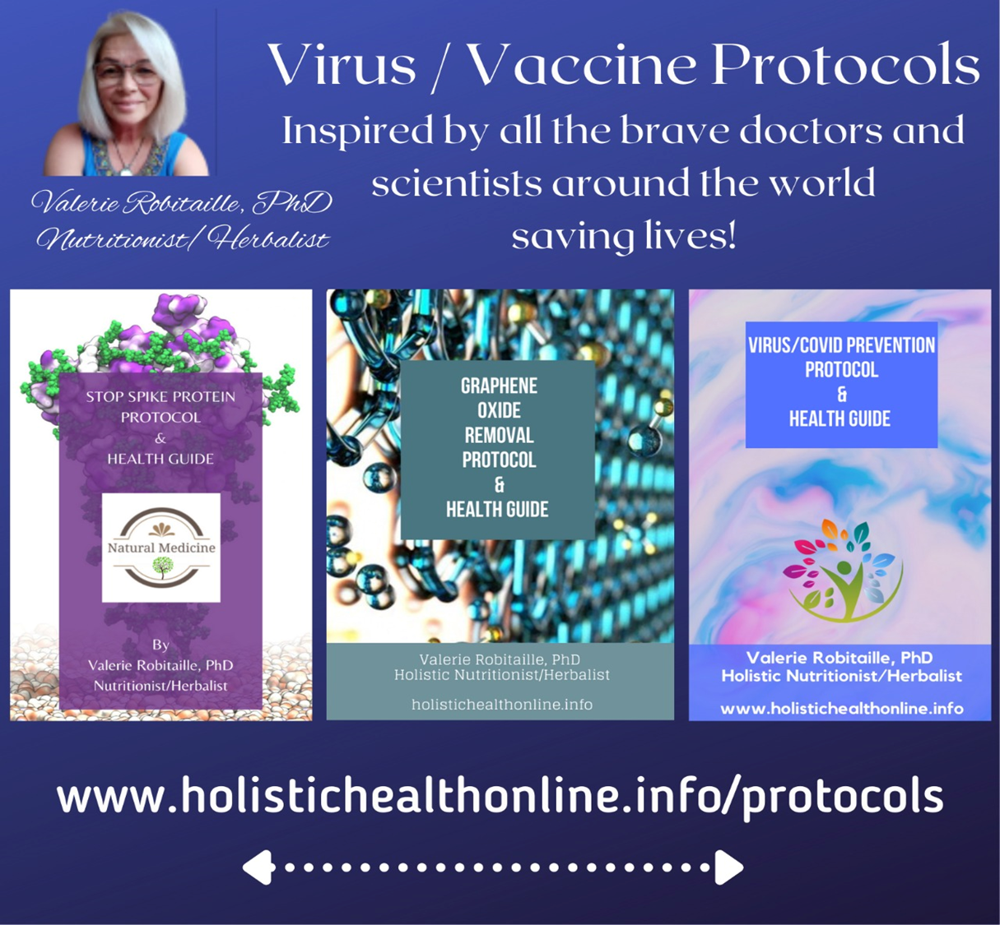 Virus / Vaccine Protocols
Inspired by all the brave doctors and
scientists around the world
saving lives!
Valerie Robitaille, PhD
Nutritionist/ Herbalist
STOP SPIKE PROTEIN
PROTOCOL
&
HEALTH GUIDE
Natural Medicine
By
Valerie Robitaille, PhD
Nutritionist/Herbalist
GRAPHENE
OXIDE
REMOVAL
PROTOCOL
&
HEALTH GUIDE
Valerie Robitaille, PhD
Holistic Nutritionist/Herbalist
holistichealthonline.info
VIRUS/COVID PREVENTION
PROTOCOL
&
HEALTH GUIDE
Valerie Robitaille, PhD
Holistic Nutritionist/Herbalist
www.holistichealthonline.info
www.holistichealthonline.info/protocols